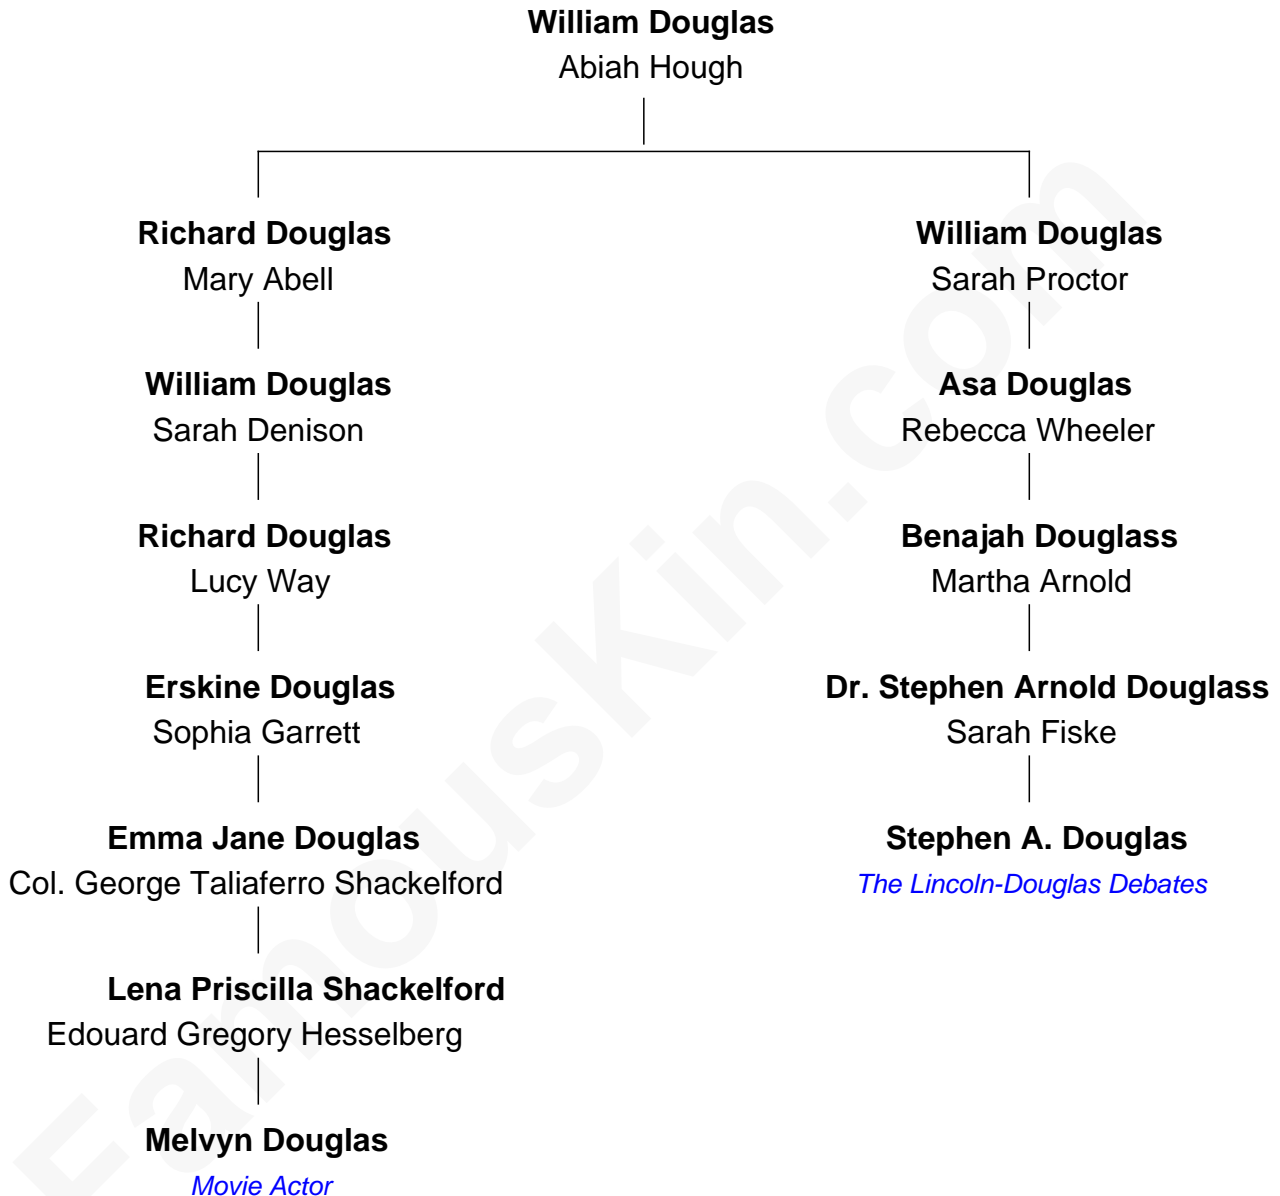 William Douglas
Abiah Hough
Richard Douglas
Mary Abell
William Douglas
Sarah Denison
Richard Douglas
Lucy Way
Erskine Douglas
Sophia Garrett
Emma Jane Douglas
Col. George Taliaferro Shackelford
Lena Priscilla Shackelford
Edouard Gregory Hesselberg
Melvyn Douglas
Movie Actor
William Douglas
Sarah Proctor
Asa Douglas
Rebecca Wheeler
Benajah Douglass
Martha Arnold
Dr. Stephen Arnold Douglass
Sarah Fiske
Stephen A. Douglas
The Lincoln-Douglas Debates
FamousKin.com